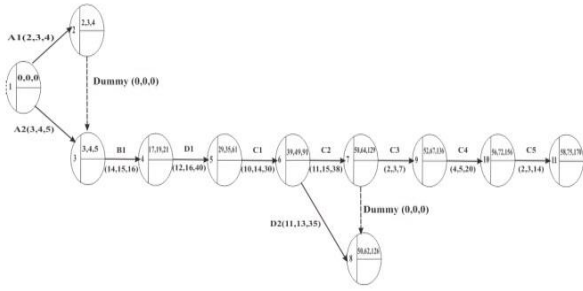 2,3,4
2
A1(2,3,4)
0,0,0
1
Dummy (0,0,0)
A2(3,4,5)
3,4,5
3
B1
(14,15,16)
17,19,21
4
D1
(12,16,40)
29,35,61
5
C1
(10,14,30)
39,49,91
6
C2
(11,15,38)
50,64,129
7
C3
(2,3,7)
52,67,136
9
C4
(4,5,20)
56,72,156
10
C5
(2,3,14)
58,75,170
11
D2(11,13,35)
Dummy (0,0,0)
50,62,126
8